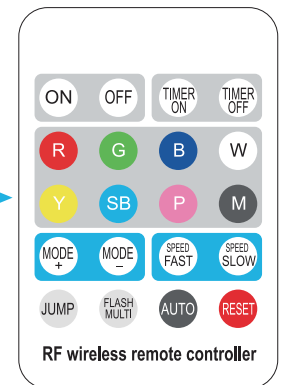 ON OFF TIMER ON TIMER OFF
R G B W
Y SB P M
MODE + MODE − SPEED FAST SPEED SLOW
JUMP FLASH MULTI AUTO RESET
RF wireless remote controller